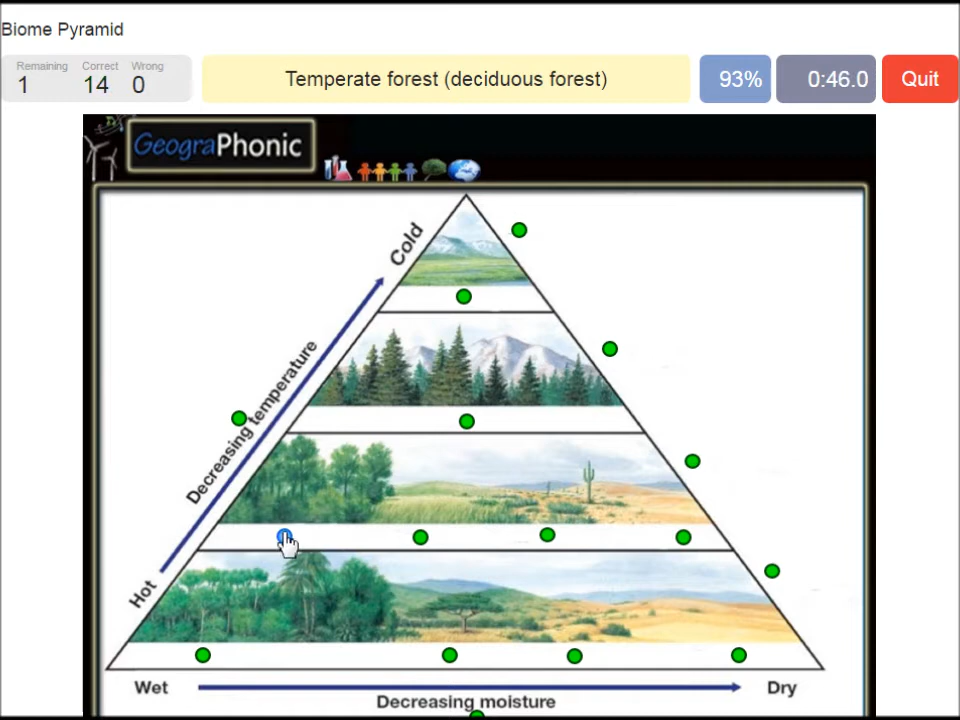 Biome Pyramid
Remaining Correct Wrong
1 14 0
Temperate forest (deciduous forest)
93%
0:46.0
Quit
GeograPhonic
Cold
Decreasing temperature
Hot
Wet
Dry
Decreasing moisture